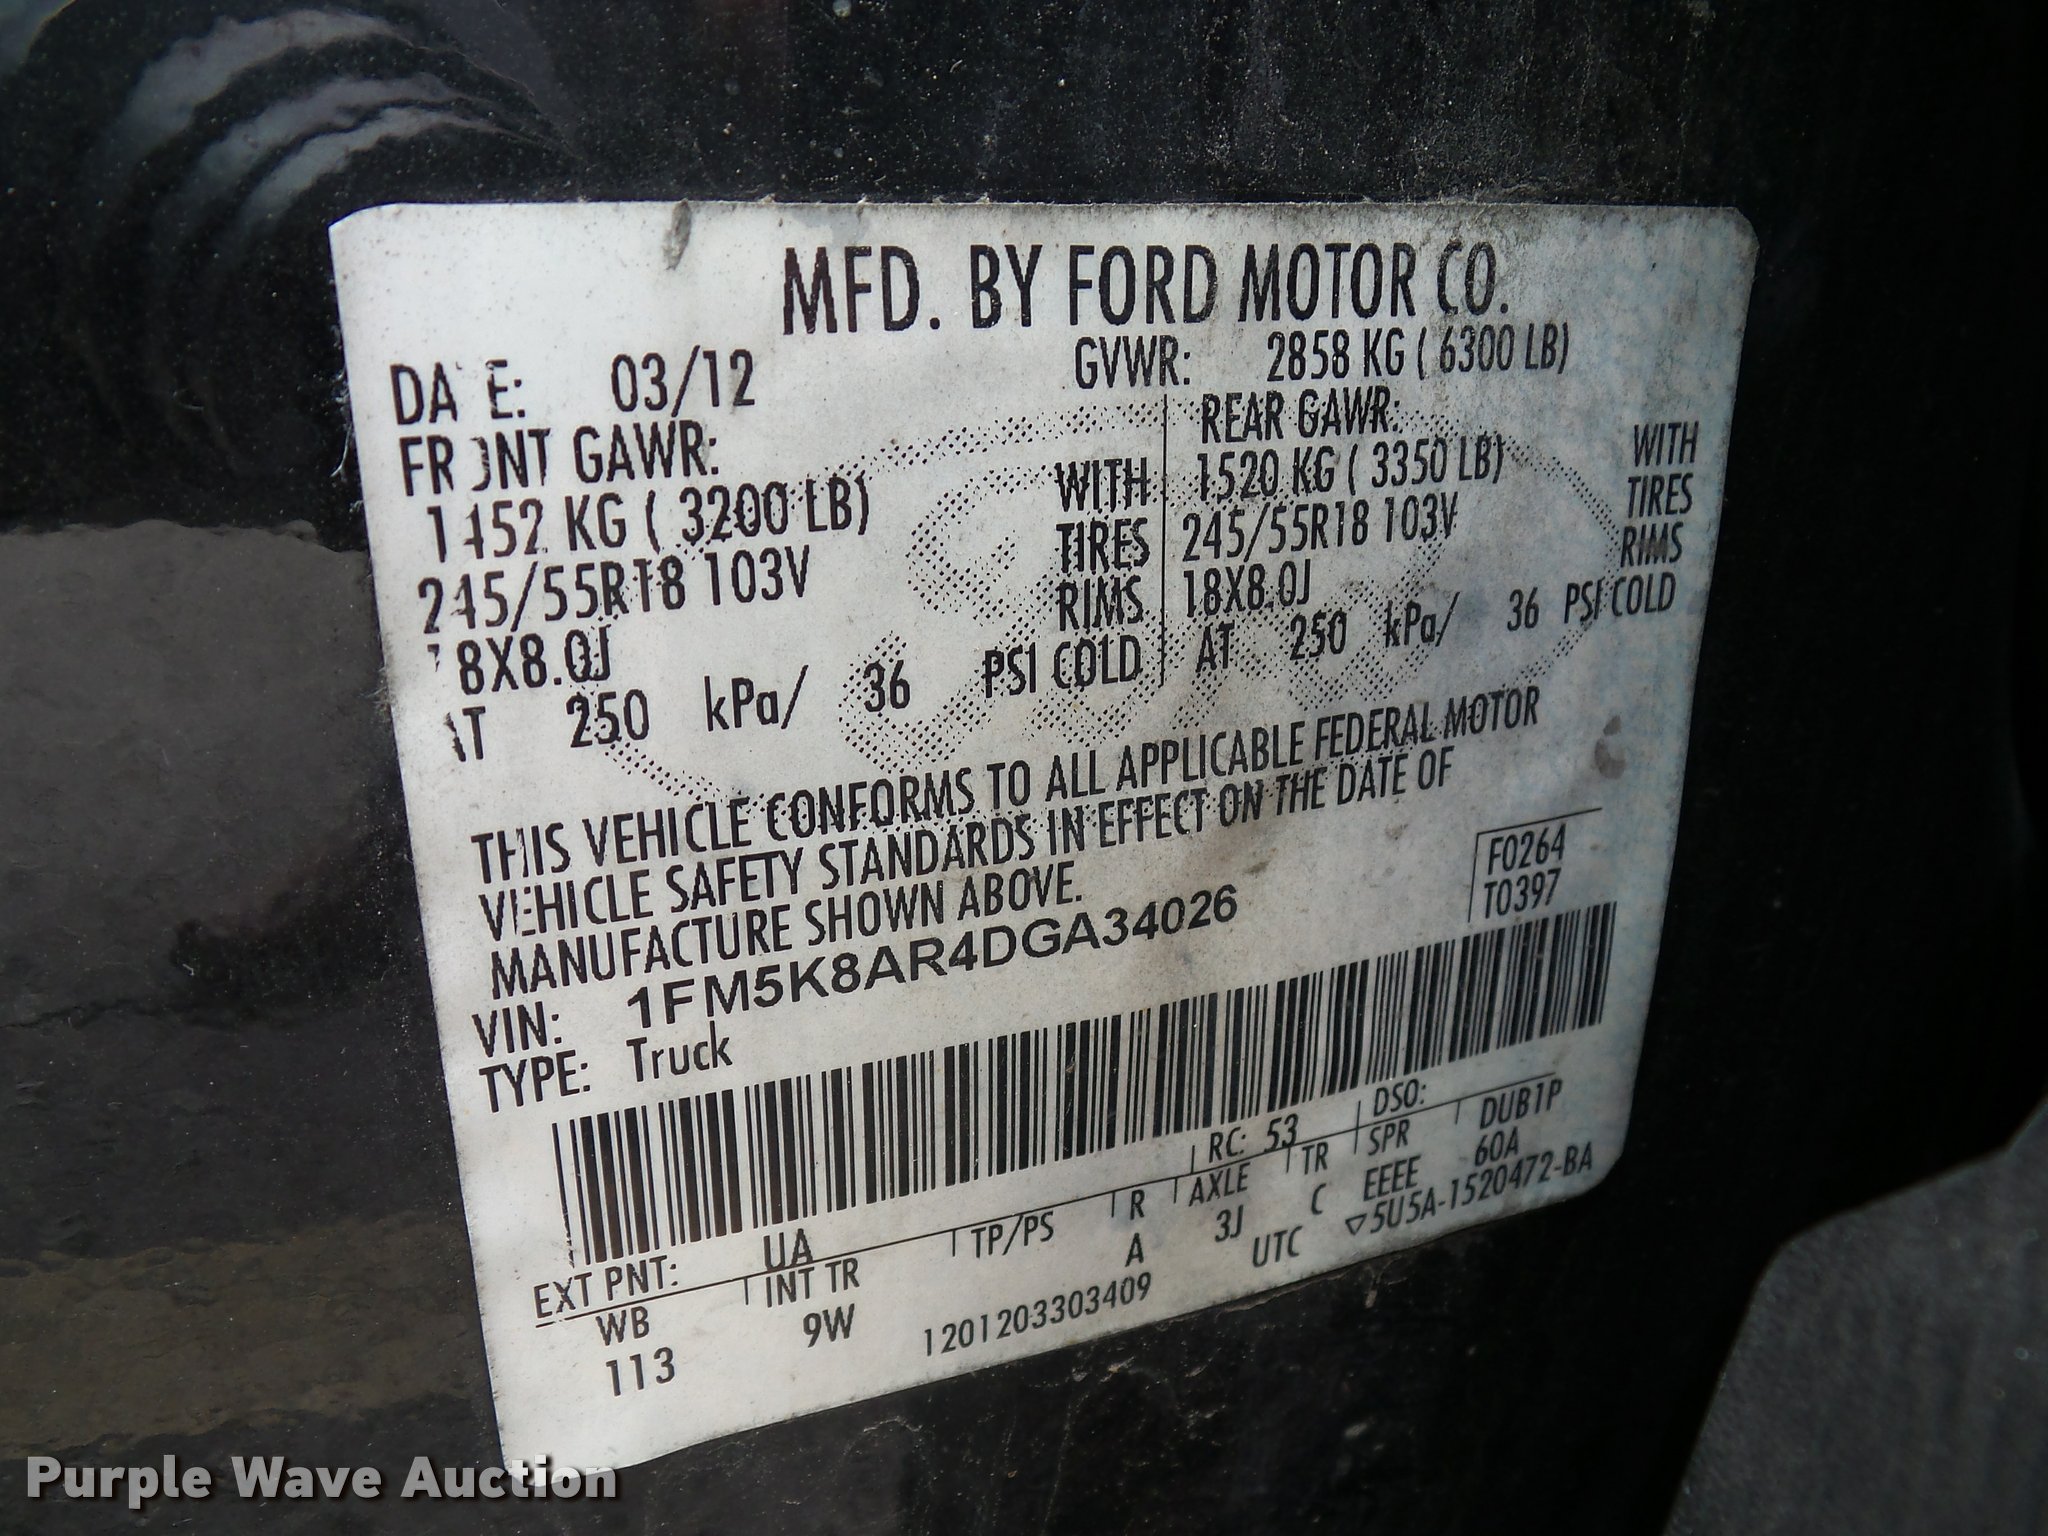 MFD. BY FORD MOTOR CO.
DATE: 03/12 GVWR: 2858 KG ( 6300 LB)
FRONT GAWR: REAR GAWR:
1452 KG ( 3200 LB) WITH 1520 KG ( 3350 LB) WITH
245/55R18 103V TIRES 245/55R18 103V TIRES
18X8.0J RIMS 18X8.0J RIMS
AT 250 kPa/ 36 PSI COLD AT 250 kPa/ 36 PSI COLD
THIS VEHICLE CONFORMS TO ALL APPLICABLE FEDERAL MOTOR
VEHICLE SAFETY STANDARDS IN EFFECT ON THE DATE OF
MANUFACTURE SHOWN ABOVE.
F0264
T0397
VIN: 1FM5K8AR4DGA34026
TYPE: Truck
EXT PNT: UA RC: 53 DSO:
WB INT TR TP/PS R AXLE TR SPR DUB1P
113 9W A 3J C EEEE 60A
1201203303409 UTC ▽5U5A-1520472-BA
Purple Wave Auction